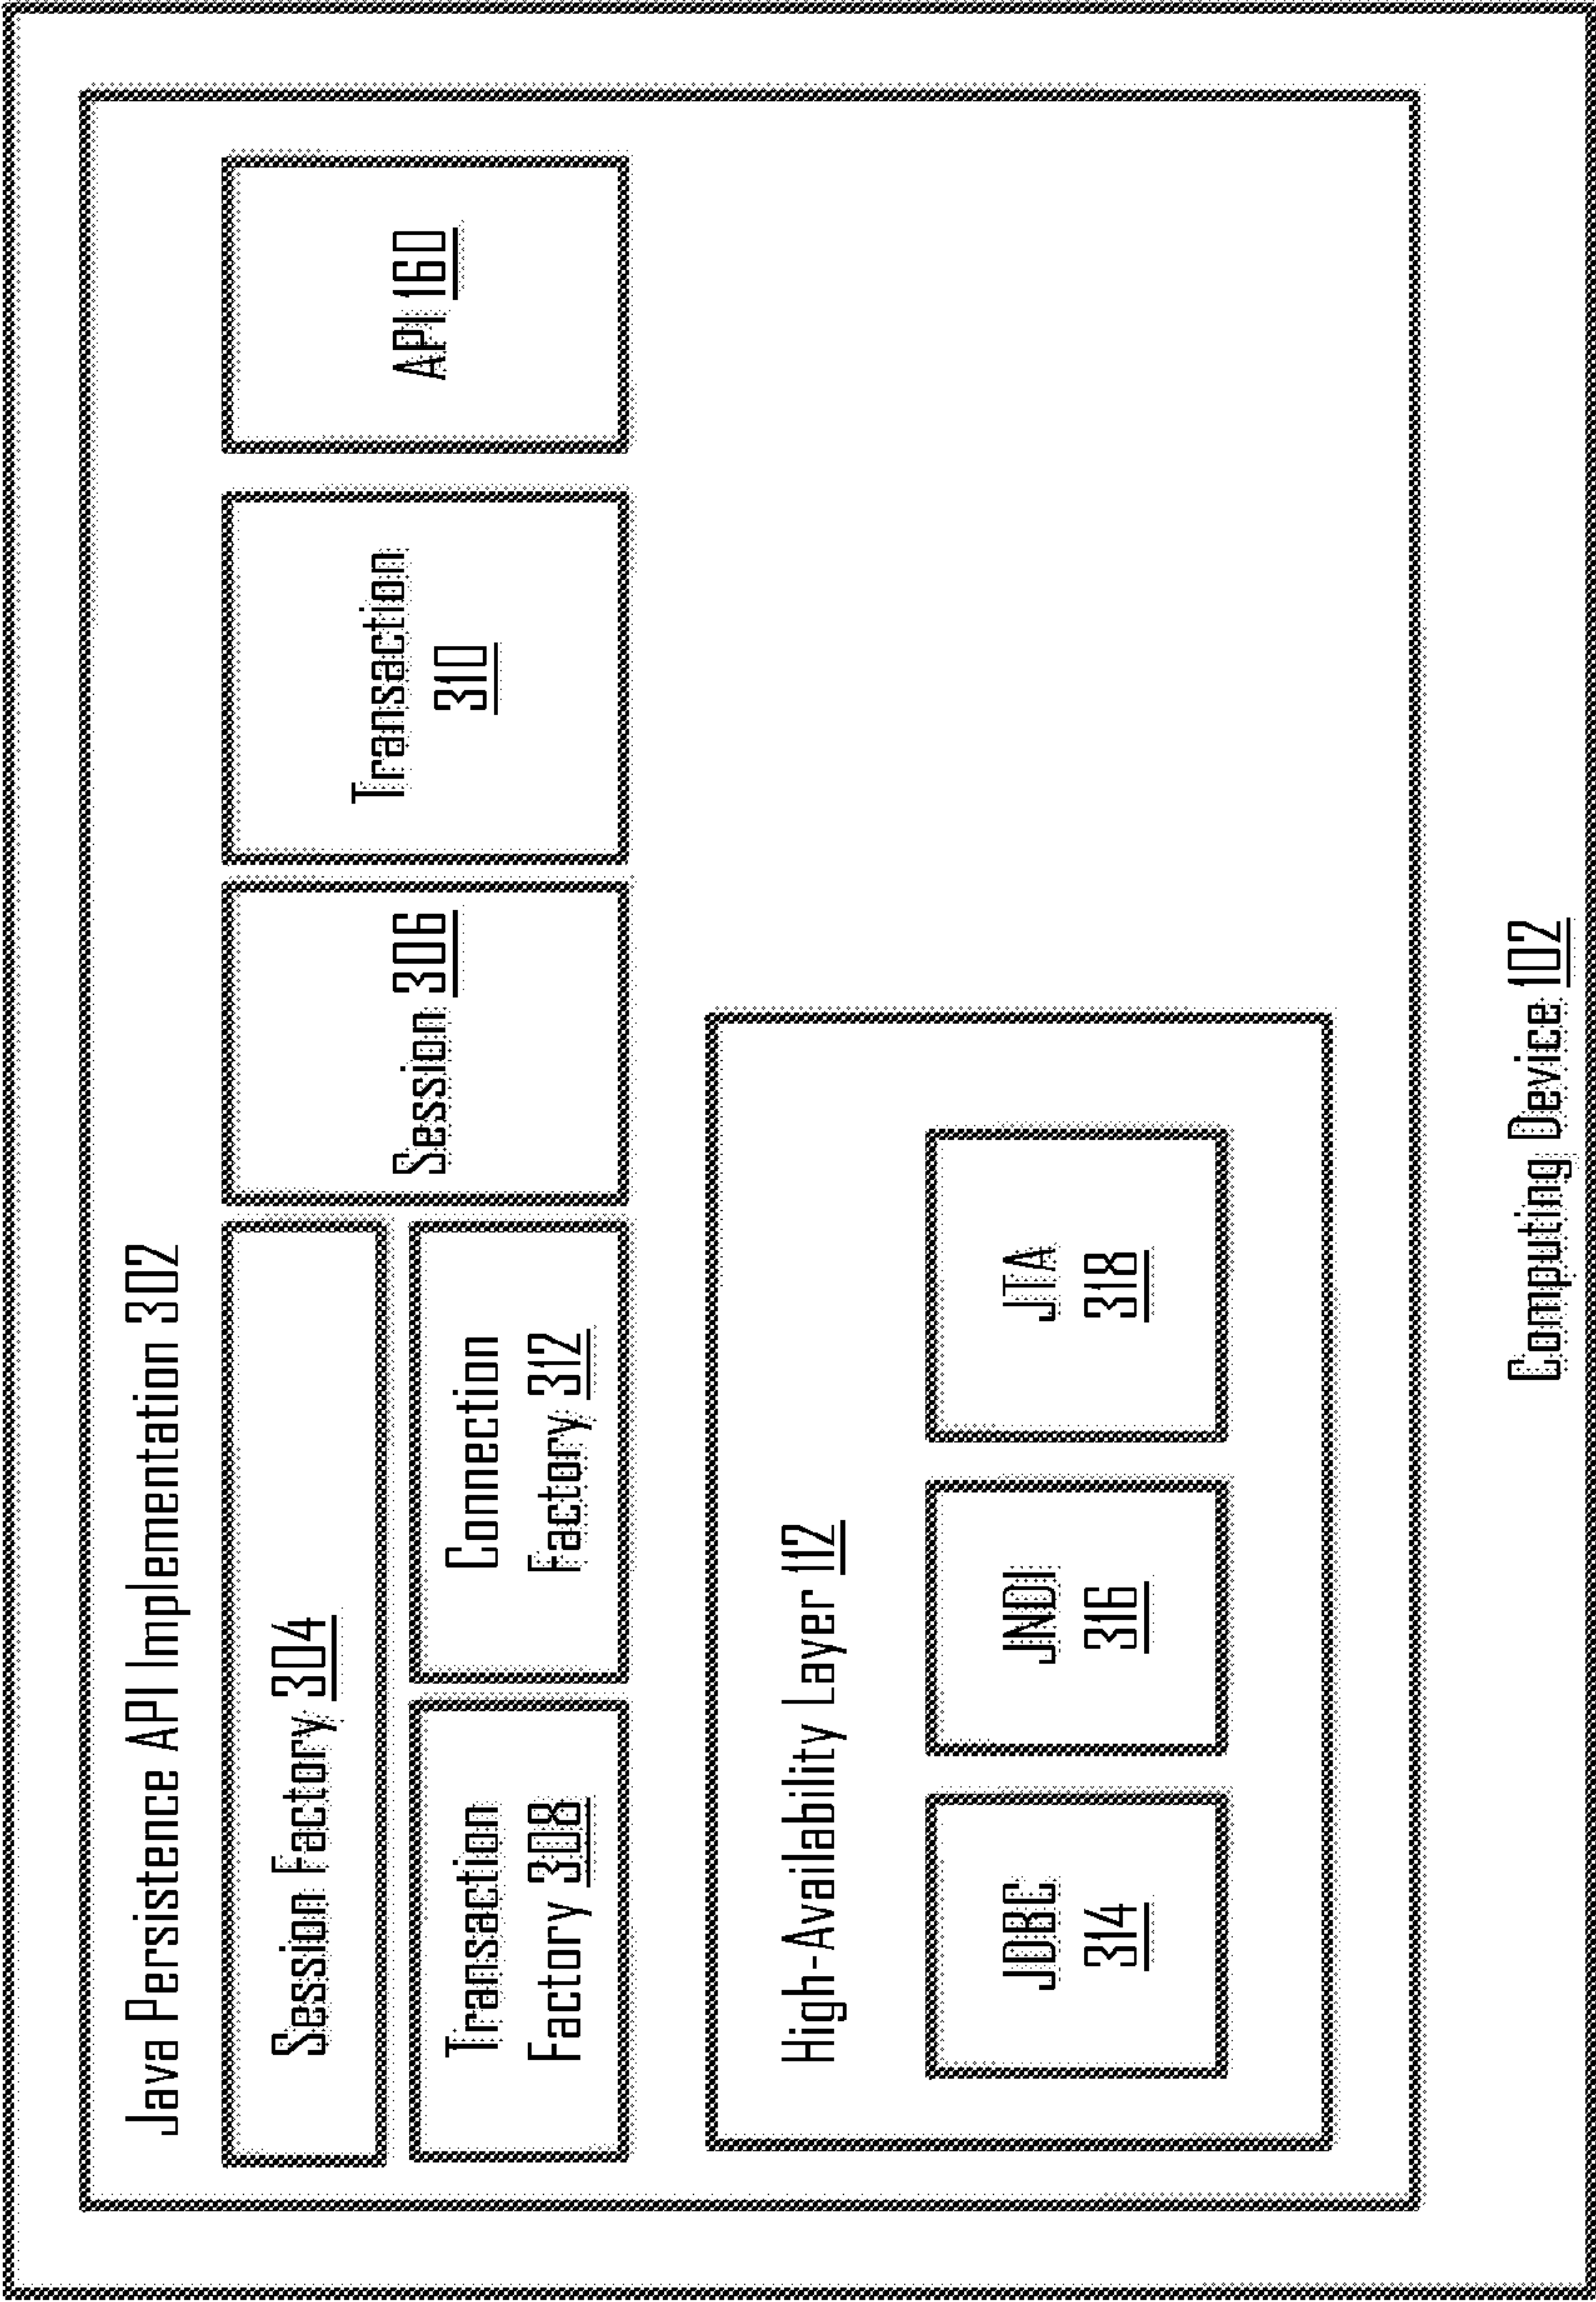 Java Persistence API Implementation 302
Session Factory 304
Transaction
Factory 308
Connection
Factory 312
Session 306
Transaction
310
API 160
High-Availability Layer 112
JDBC
314
JNDI
316
JTA
318
Computing Device 102